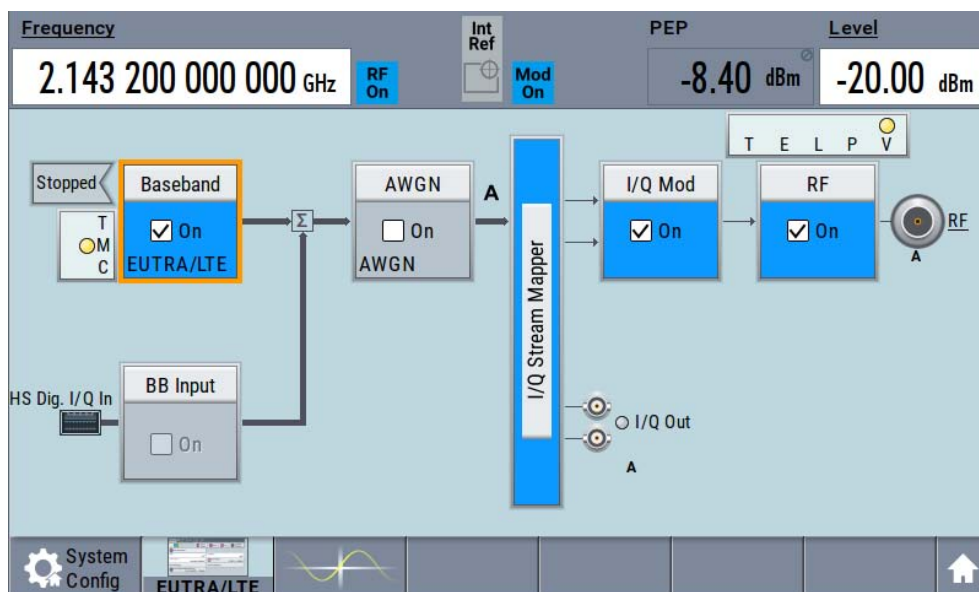 Frequency
Int
Ref
PEP
Level
2.143 200 000 000 GHz
RF
On
Mod
On
-8.40 dBm
-20.00 dBm
T E L P V
Stopped
Baseband
AWGN
A
I/Q Mod
RF
T
M
C
On
Σ
On
On
On
RF
EUTRA/LTE
AWGN
A
I/Q Stream Mapper
BB Input
HS Dig. I/Q In
On
I/Q Out
A
System
Config
EUTRA/LTE